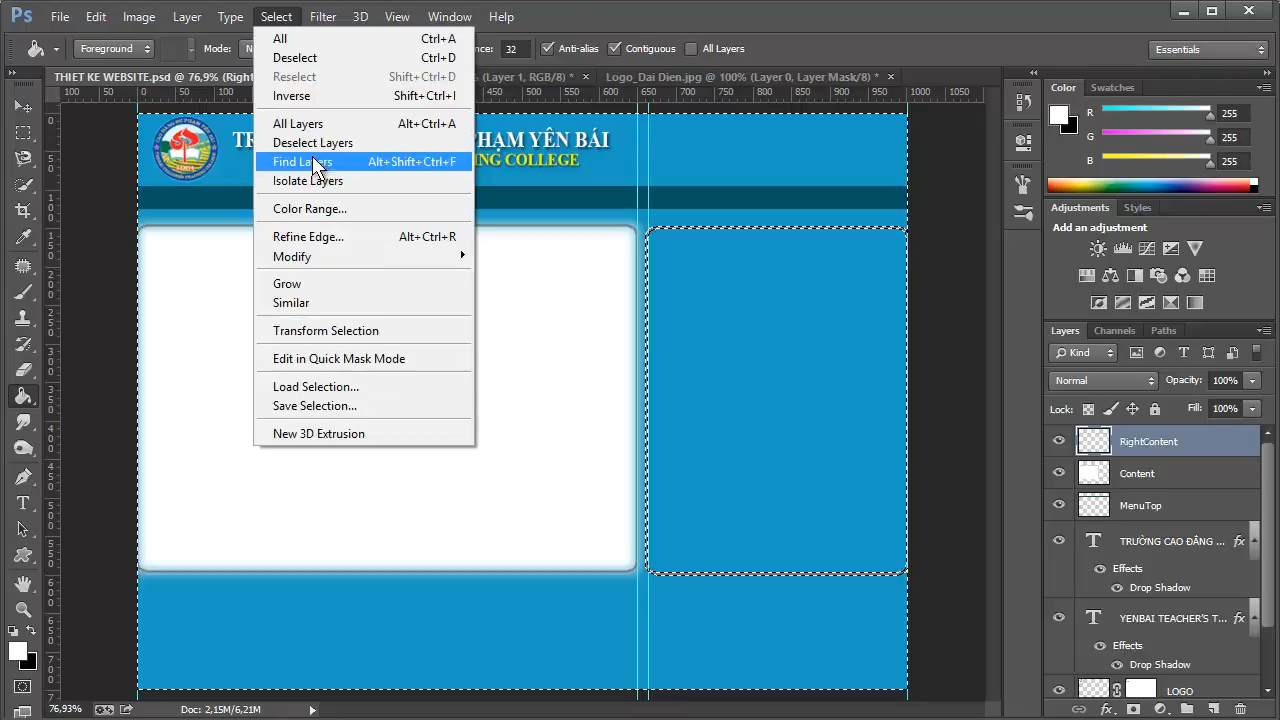 Ps File Edit Image Layer Type Select Filter 3D View Window Help
Foreground Mode: 32 Anti-alias Contiguous All Layers Essentials
THIET KE WEBSITE.psd @ 76,9% (Right (Layer 1, RGB/8) * × Logo_Dai Dien.jpg @ 100% (Layer 0, Layer Mask/8) * ×
100 50 0 50 100 150 500 550 600 650 700 750 800 850 900 950 1000 1050
PHẠM YÊN BÁI
ING COLLEGE
All Ctrl+A
Deselect Ctrl+D
Reselect Shift+Ctrl+D
Inverse Shift+Ctrl+I
All Layers Alt+Ctrl+A
Deselect Layers
Find Layers Alt+Shift+Ctrl+F
Isolate Layers
Color Range...
Refine Edge... Alt+Ctrl+R
Modify
Grow
Similar
Transform Selection
Edit in Quick Mask Mode
Load Selection...
Save Selection...
New 3D Extrusion
Color Swatches
R 255
G 255
B 255
Adjustments Styles
Add an adjustment
Layers Channels Paths
Kind
Normal Opacity: 100%
Lock: Fill: 100%
RightContent
Content
MenuTop
T TRƯỜNG CAO ĐẲNG ... fx
Effects
Drop Shadow
T YENBAI TEACHER'S T... fx
Effects
Drop Shadow
LOGO
76,93% Doc: 2,15M/6,21M